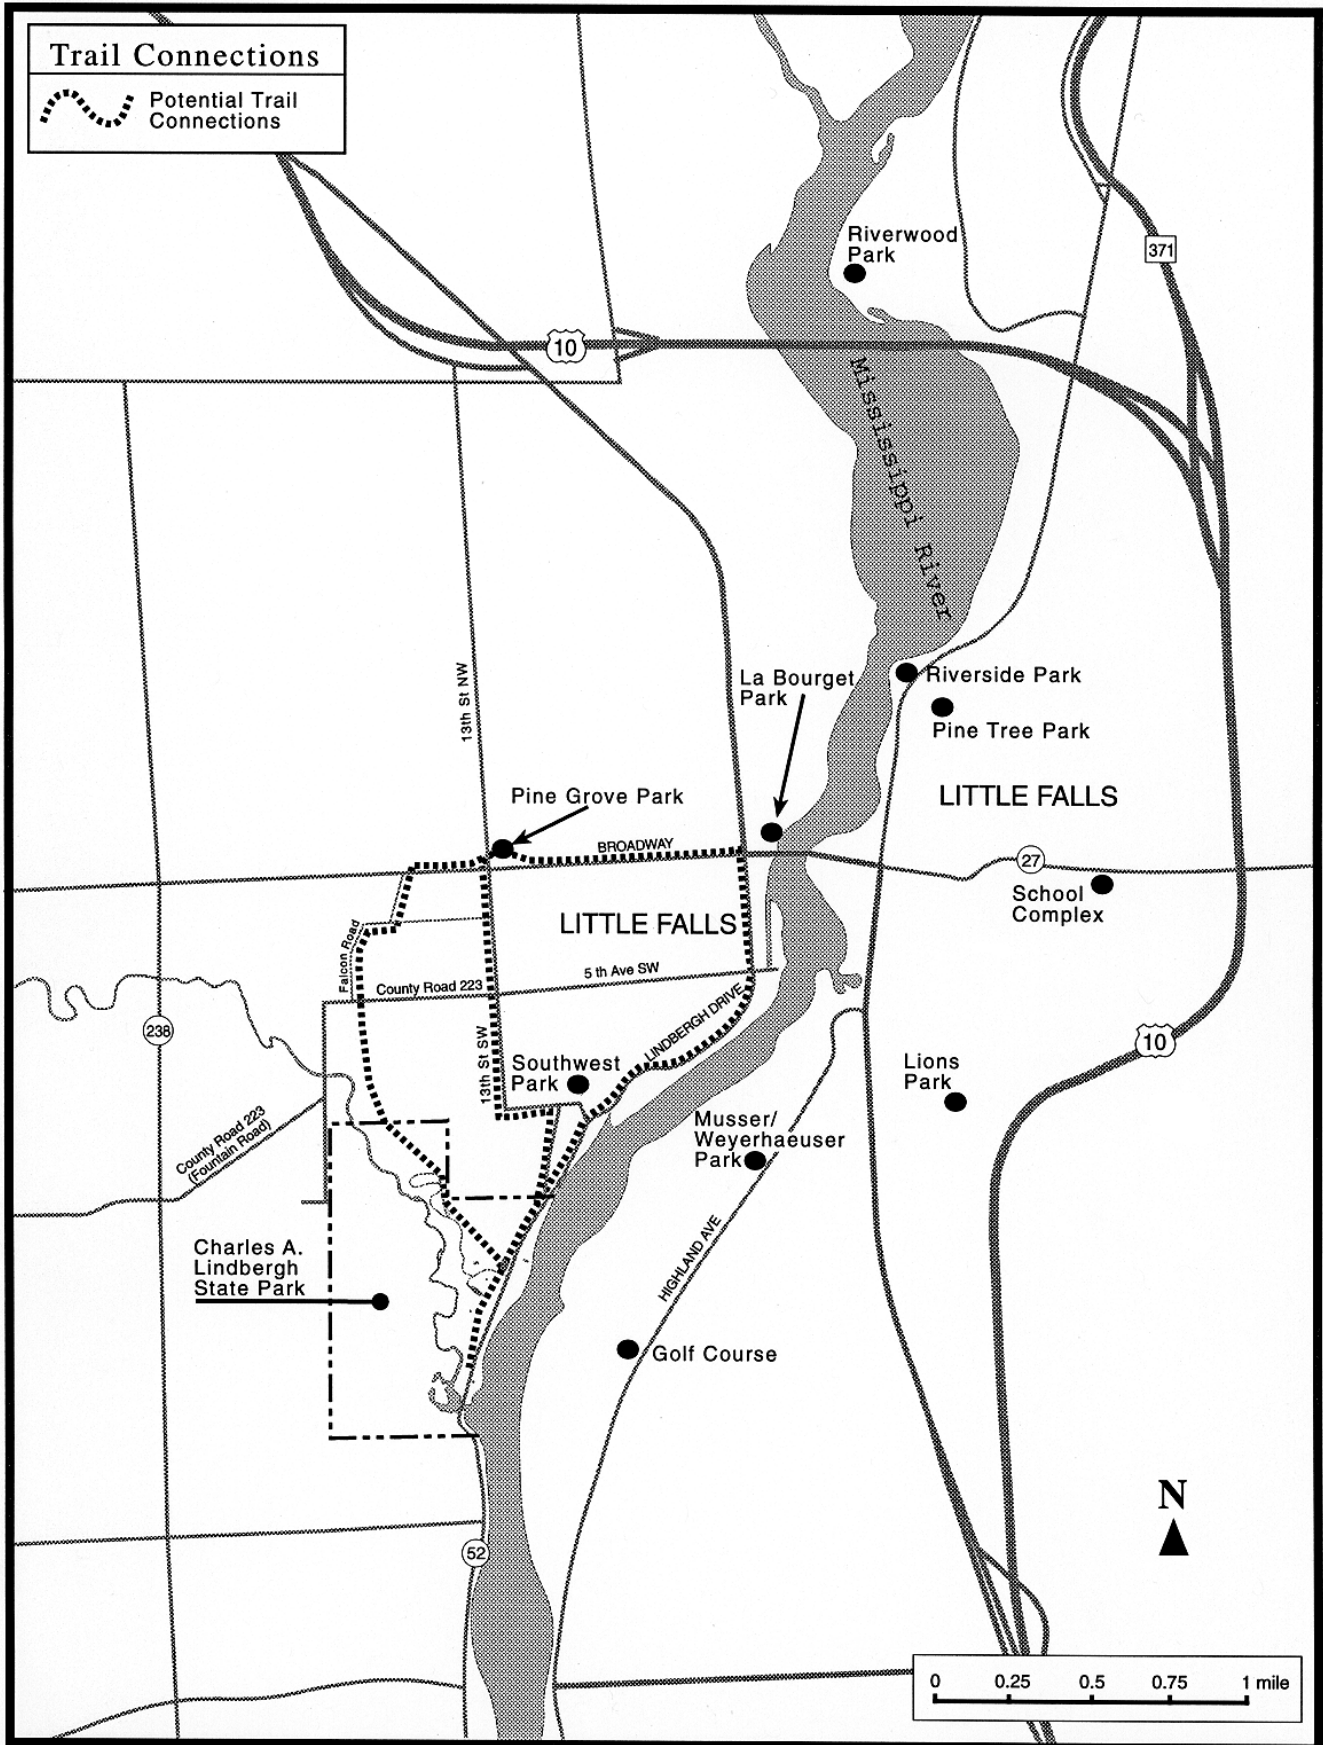 Trail Connections
Potential Trail
Connections
Riverwood
Park
371
10
Mississippi River
13th St NW
La Bourget
Park
Riverside Park
Pine Tree Park
LITTLE FALLS
Pine Grove Park
BROADWAY
27
School
Complex
LITTLE FALLS
Falcon Road
5 th Ave SW
County Road 223
LINDBERGH DRIVE
238
13th St SW
Southwest
Park
10
Lions
Park
County Road 223
(Fountain Road)
Musser/
Weyerhaeuser
Park
HIGHLAND AVE
Charles A.
Lindbergh
State Park
Golf Course
N
52
0 0.25 0.5 0.75 1 mile